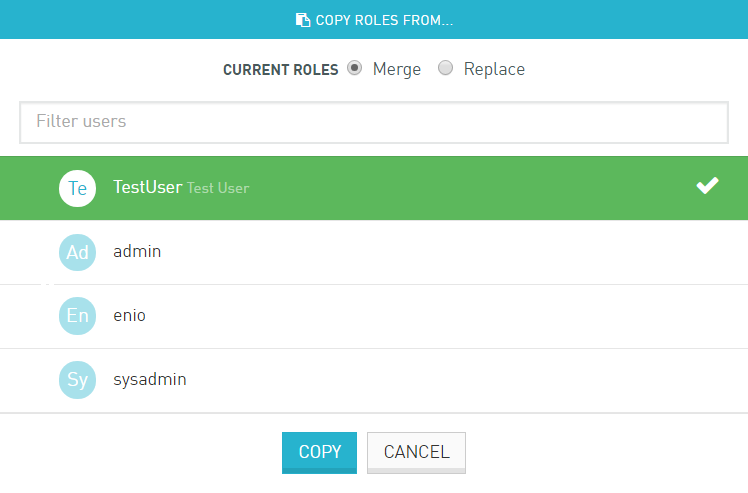 COPY ROLES FROM...
CURRENT ROLES Merge Replace
Filter users
Te TestUser Test User
Ad admin
En enio
Sy sysadmin
COPY CANCEL